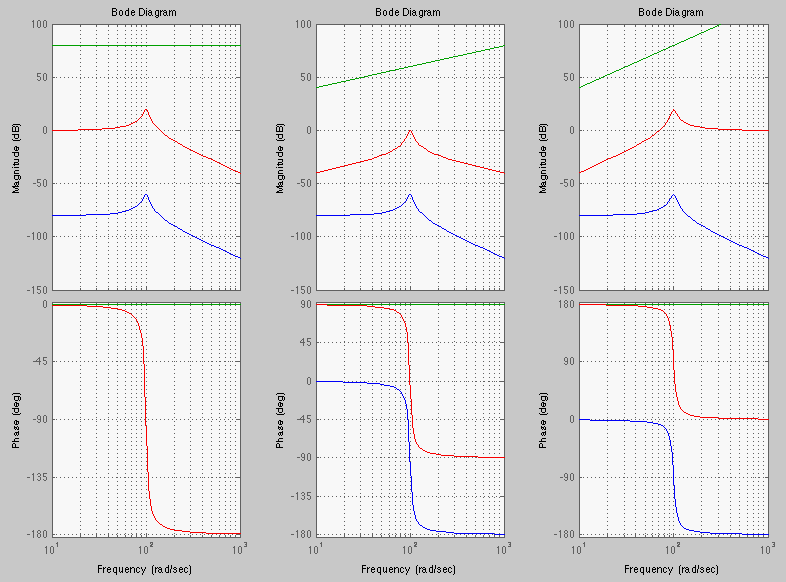 Bode Diagram
Bode Diagram
Bode Diagram
Magnitude (dB)
100
50
0
-50
-100
-150
Magnitude (dB)
100
50
0
-50
-100
-150
Magnitude (dB)
100
50
0
-50
-100
-150
Phase (deg)
0
-45
-90
-135
-180
Phase (deg)
90
45
0
-45
-90
-135
-180
Phase (deg)
180
90
0
-90
-180
10^1 10^2 10^3
10^1 10^2 10^3
10^1 10^2 10^3
Frequency (rad/sec)
Frequency (rad/sec)
Frequency (rad/sec)